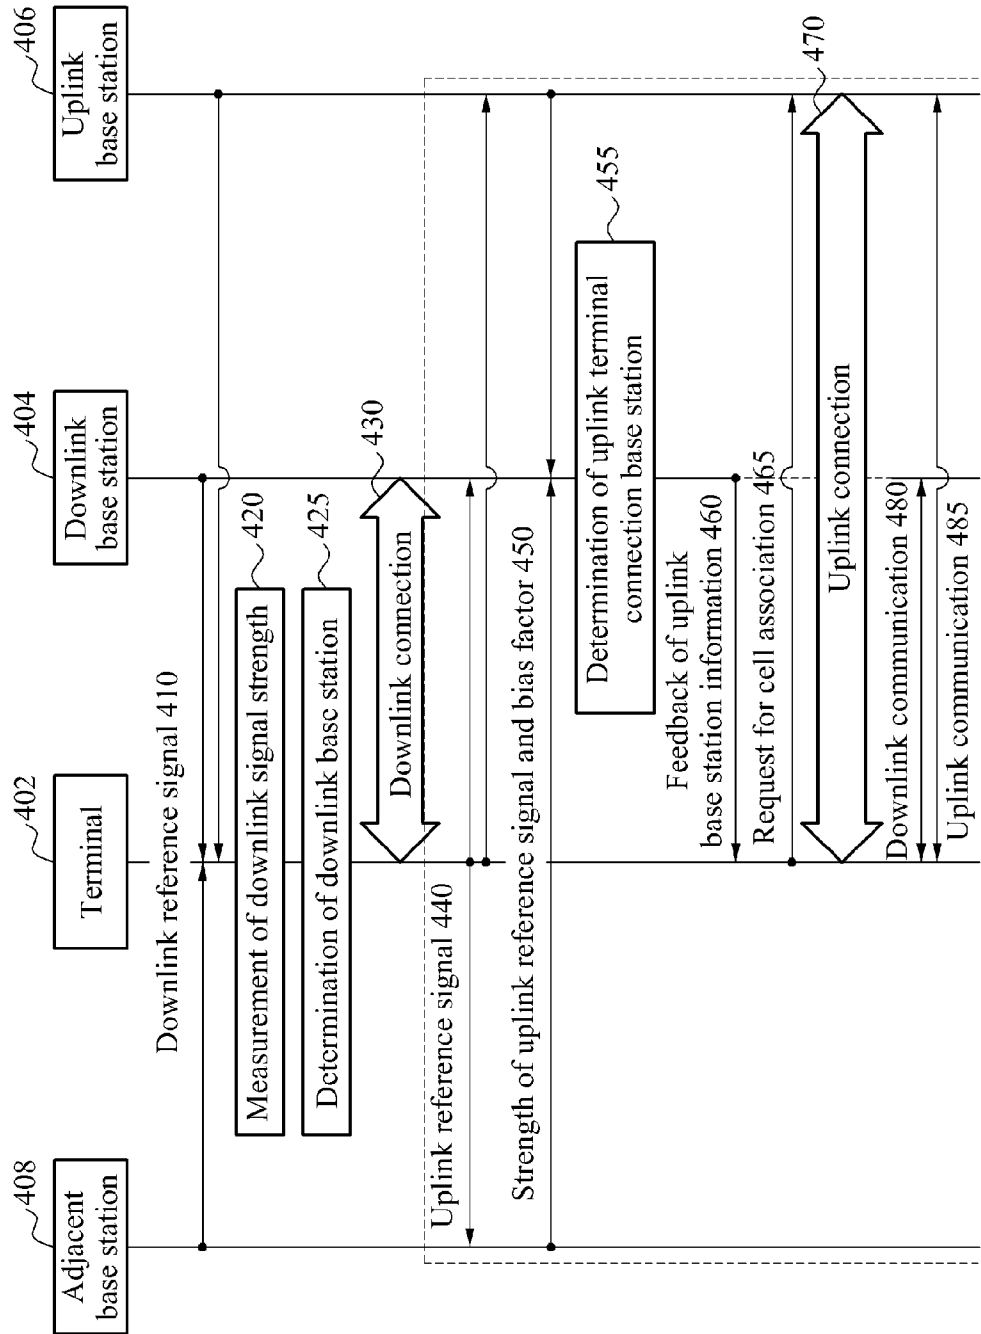 408
Adjacent
base station
402
Terminal
404
Downlink
base station
406
Uplink
base station
Downlink reference signal 410
Measurement of downlink signal strength
420
Determination of downlink base station
425
Downlink connection
430
Uplink reference signal 440
Strength of uplink reference signal and bias factor 450
Determination of uplink terminal
connection base station
455
Feedback of uplink
base station information 460
Request for cell association 465
Uplink connection
470
Downlink communication 480
Uplink communication 485